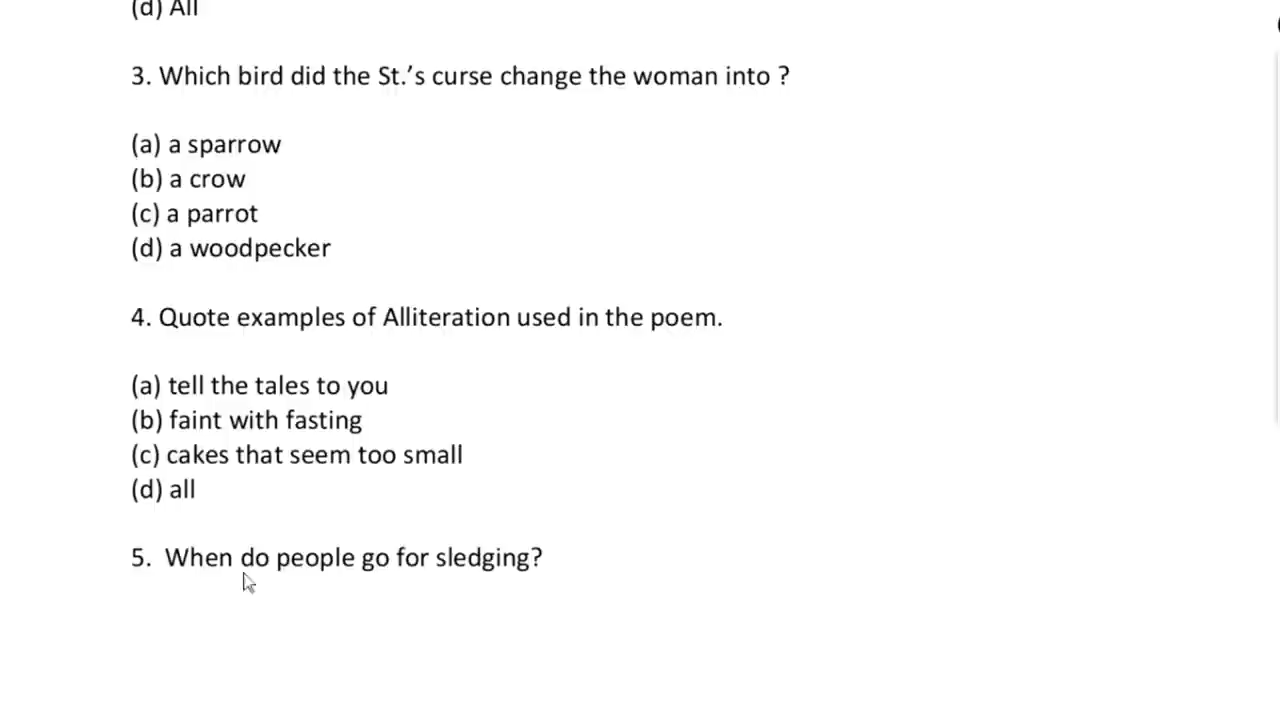 (d) All
3. Which bird did the St.’s curse change the woman into ?
(a) a sparrow
(b) a crow
(c) a parrot
(d) a woodpecker
4. Quote examples of Alliteration used in the poem.
(a) tell the tales to you
(b) faint with fasting
(c) cakes that seem too small
(d) all
5. When do people go for sledging?